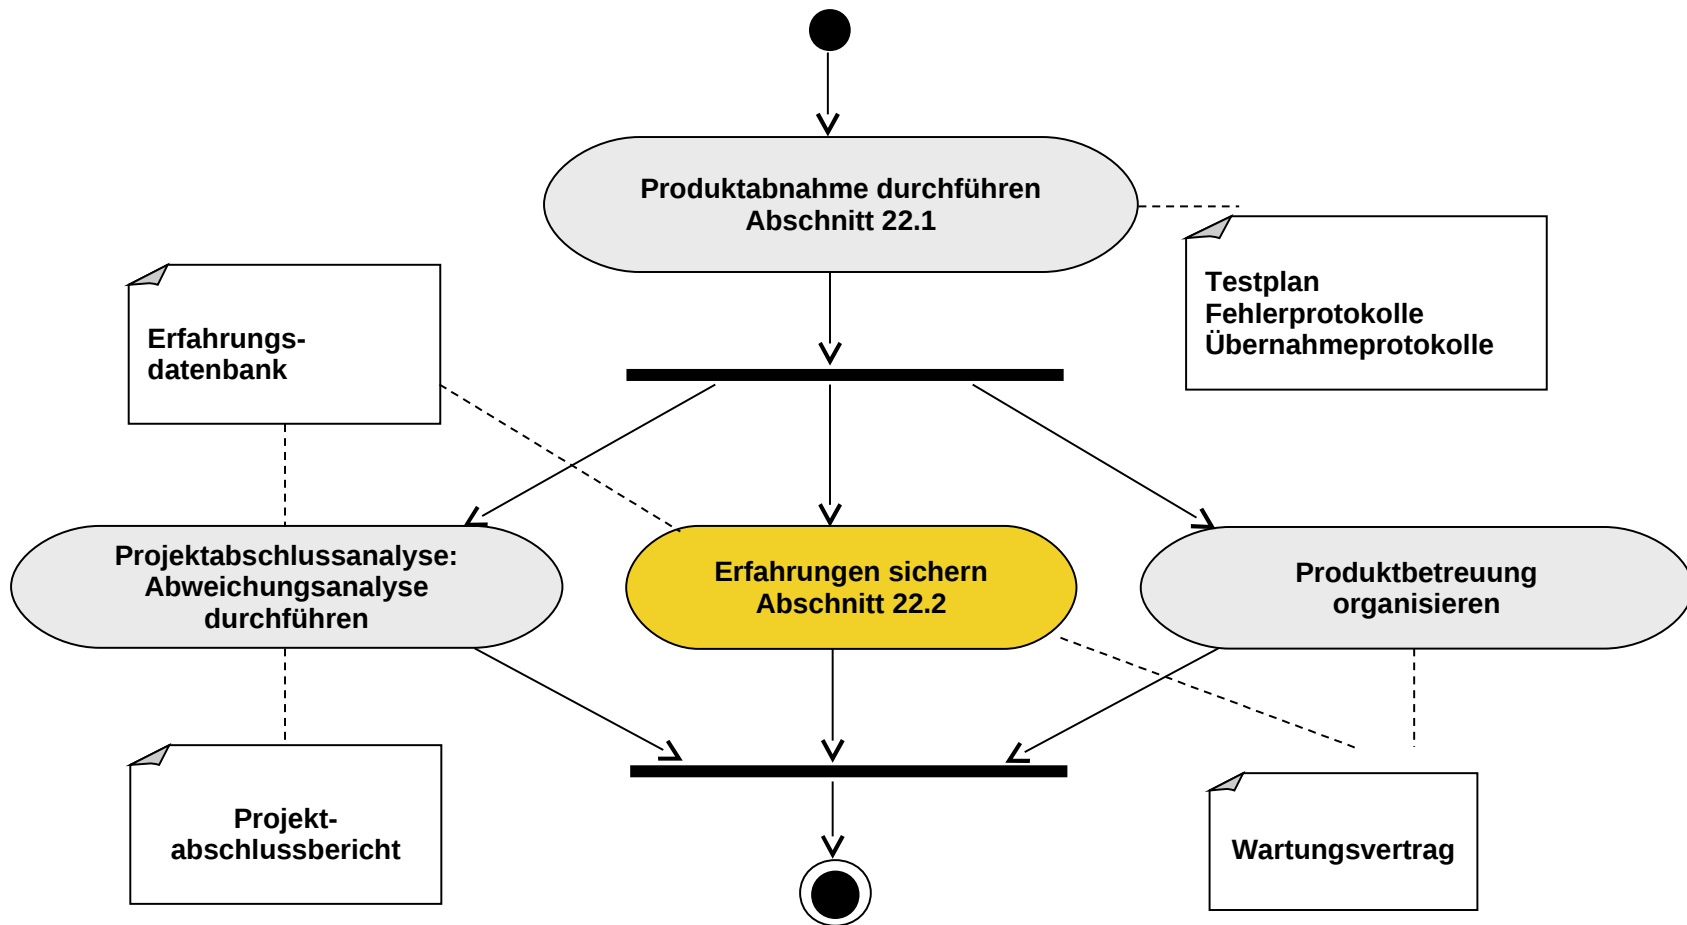 Produktabnahme durchführen
Abschnitt 22.1
Testplan
Fehlerprotokolle
Übernahmeprotokolle
Erfahrungs-
datenbank
Projektabschlussanalyse:
Abweichungsanalyse
durchführen
Erfahrungen sichern
Abschnitt 22.2
Produktbetreuung
organisieren
Projekt-
abschlussbericht
Wartungsvertrag